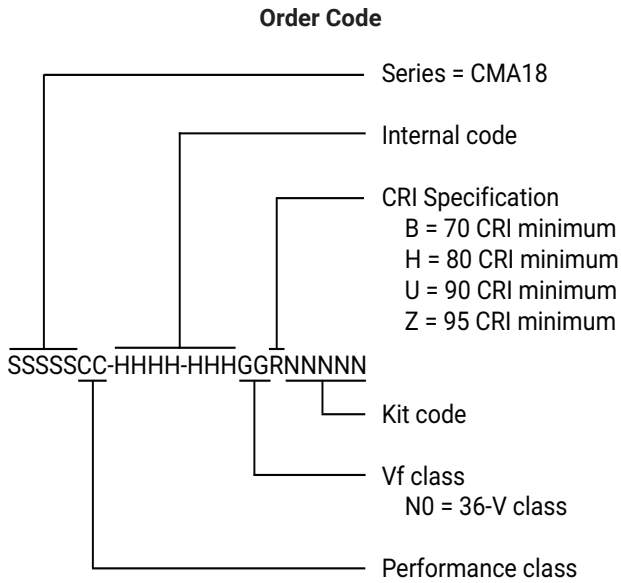 Order Code
Series = CMA18
Internal code
CRI Specification
B = 70 CRI minimum
H = 80 CRI minimum
U = 90 CRI minimum
Z = 95 CRI minimum
SSSSSCC-HHHH-HHHGGRNNNNN
Kit code
Vf class
N0 = 36-V class
Performance class